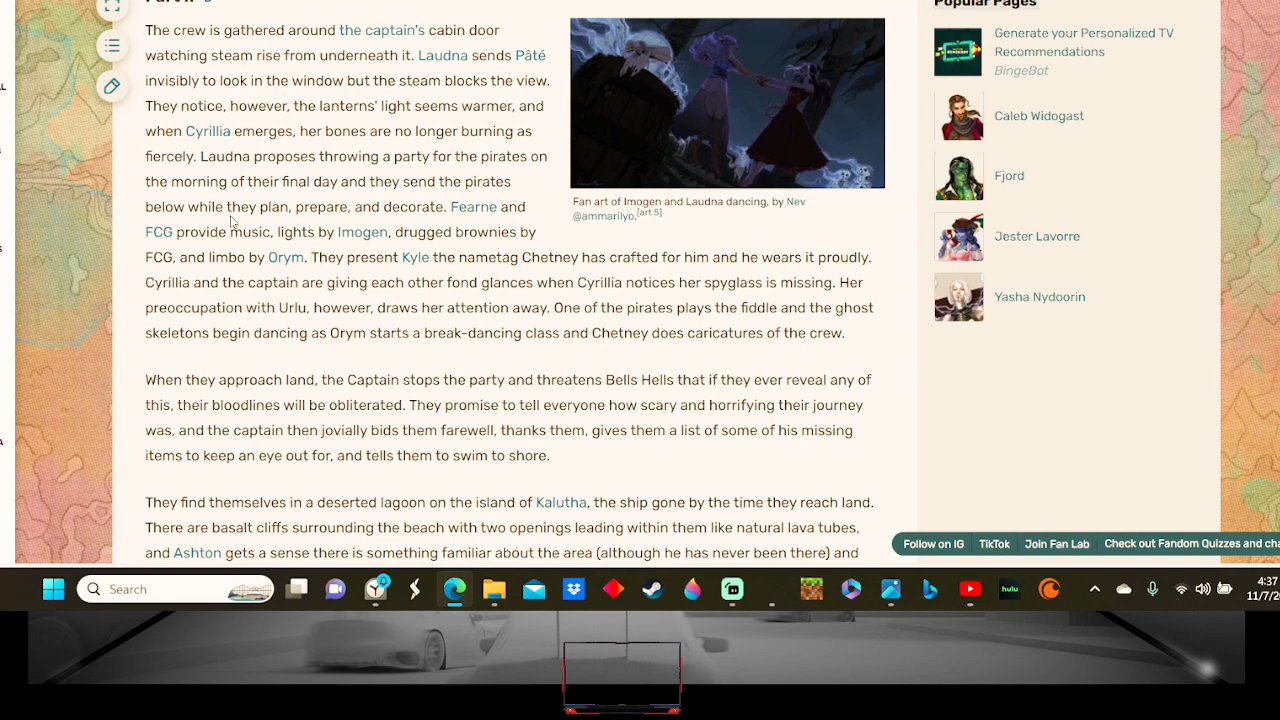 The crew is gathered around the captain's cabin door
watching steam rise from underneath it. Laudna sends Pâté
invisibly to look in the window but the steam blocks the view.
They notice, however, the lanterns' light seems warmer, and
when Cyrillia emerges, her bones are no longer burning as
fiercely. Laudna proposes throwing a party for the pirates on
the morning of their final day and they send the pirates
below while they plan, prepare, and decorate. Fearne and
FCG provide music, lights by Imogen, drugged brownies by
FCG, and limbo by Orym. They present Kyle the nametag Chetney has crafted for him and he wears it proudly.
Cyrillia and the captain are giving each other fond glances when Cyrillia notices her spyglass is missing. Her
preoccupation with Urlu, however, draws her attention away. One of the pirates plays the fiddle and the ghost
skeletons begin dancing as Orym starts a break-dancing class and Chetney does caricatures of the crew.
Fan art of Imogen and Laudna dancing, by Nev
@ammarilyo.[art 5]
When they approach land, the Captain stops the party and threatens Bells Hells that if they ever reveal any of
this, their bloodlines will be obliterated. They promise to tell everyone how scary and horrifying their journey
was, and the captain then jovially bids them farewell, thanks them, gives them a list of some of his missing
items to keep an eye out for, and tells them to swim to shore.
They find themselves in a deserted lagoon on the island of Kalutha, the ship gone by the time they reach land.
There are basalt cliffs surrounding the beach with two openings leading within them like natural lava tubes,
and Ashton gets a sense there is something familiar about the area (although he has never been there) and
Popular Pages
Generate your Personalized TV
Recommendations
BingeBot
Caleb Widogast
Fjord
Jester Lavorre
Yasha Nydoorin
Follow on IG
TikTok
Join Fan Lab
Check out Fandom Quizzes and cha
Search
4
hulu
4:37
11/7/2